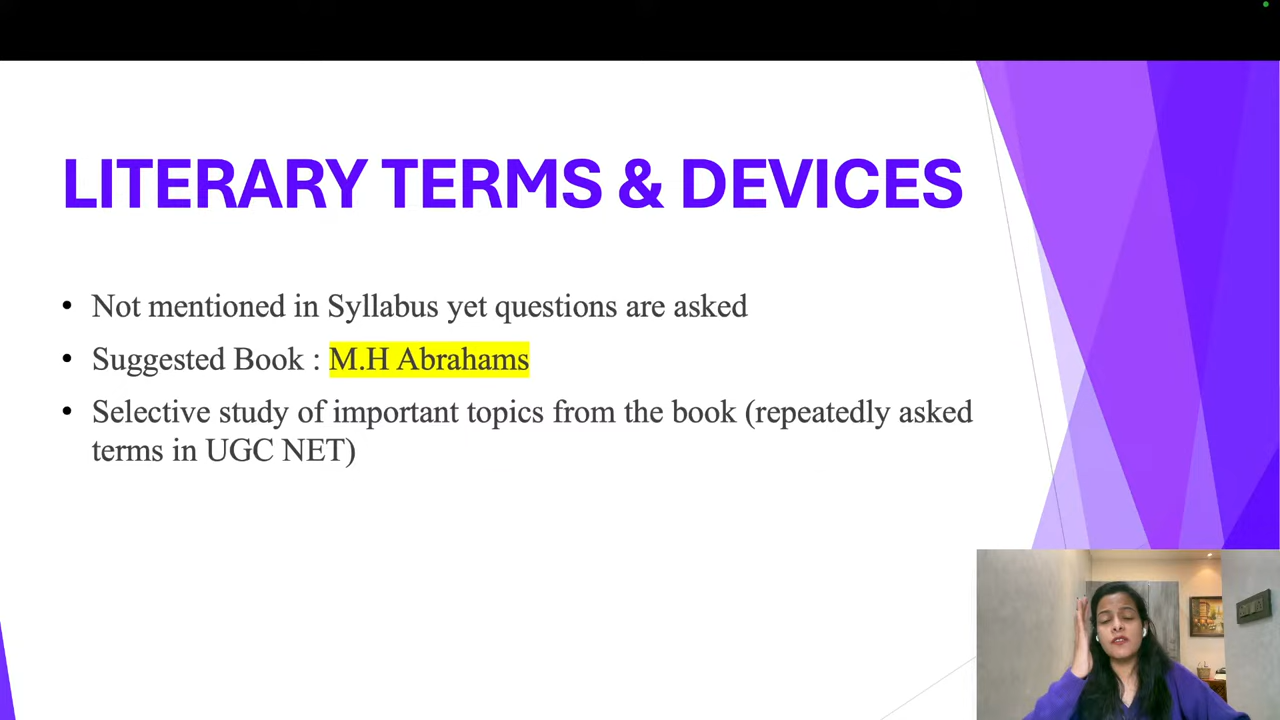 LITERARY TERMS & DEVICES
• Not mentioned in Syllabus yet questions are asked
• Suggested Book : M.H Abrahams
• Selective study of important topics from the book (repeatedly asked
terms in UGC NET)